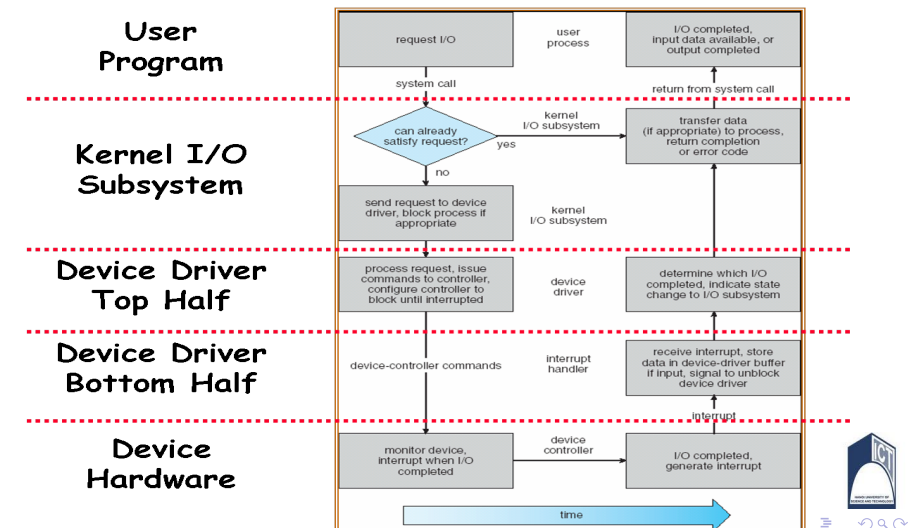 User
Program
request I/O
user
process
I/O completed,
input data available, or
output completed
system call
return from system call
Kernel I/O
Subsystem
can already
satisfy request?
yes
no
kernel
I/O subsystem
transfer data
(if appropriate) to process,
return completion
or error code
send request to device
driver, block process if
appropriate
kernel
I/O subsystem
Device Driver
Top Half
process request, issue
commands to controller,
configure controller to
block until interrupted
device
driver
determine which I/O
completed, indicate state
change to I/O subsystem
Device Driver
Bottom Half
device-controller commands
interrupt
handler
receive interrupt, store
data in device-driver buffer
if input, signal to unblock
device driver
interrupt
Device
Hardware
monitor device,
interrupt when I/O
completed
device
controller
I/O completed,
generate interrupt
time
ICT